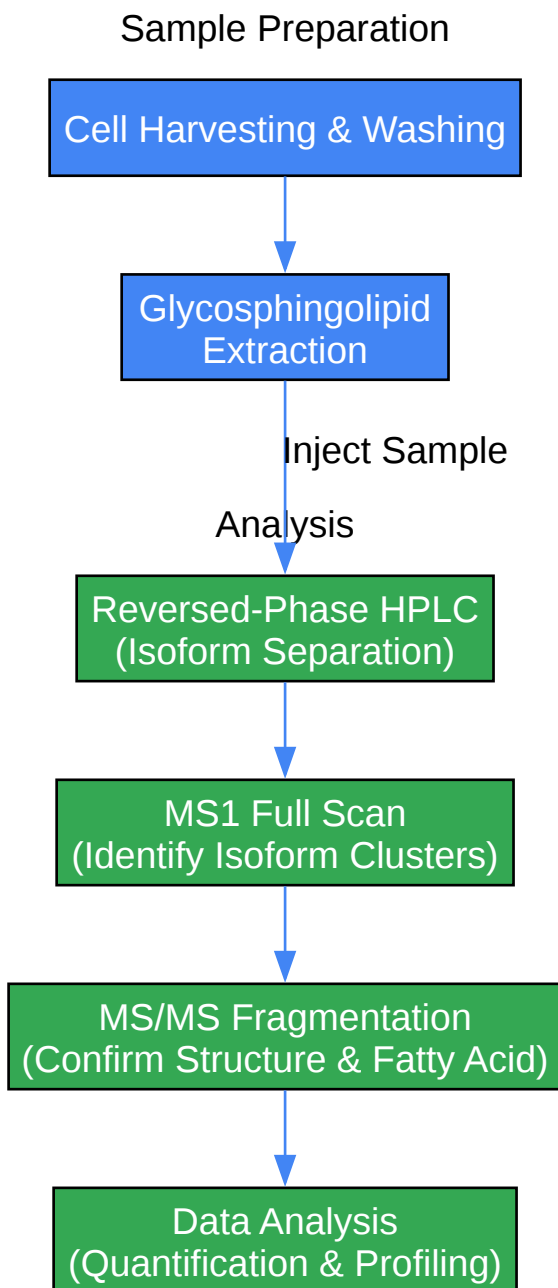 Sample Preparation
Cell Harvesting & Washing
Glycosphingolipid
Extraction
Inject Sample
Analysis
Reversed-Phase HPLC
(Isoform Separation)
MS1 Full Scan
(Identify Isoform Clusters)
MS/MS Fragmentation
(Confirm Structure & Fatty Acid)
Data Analysis
(Quantification & Profiling)